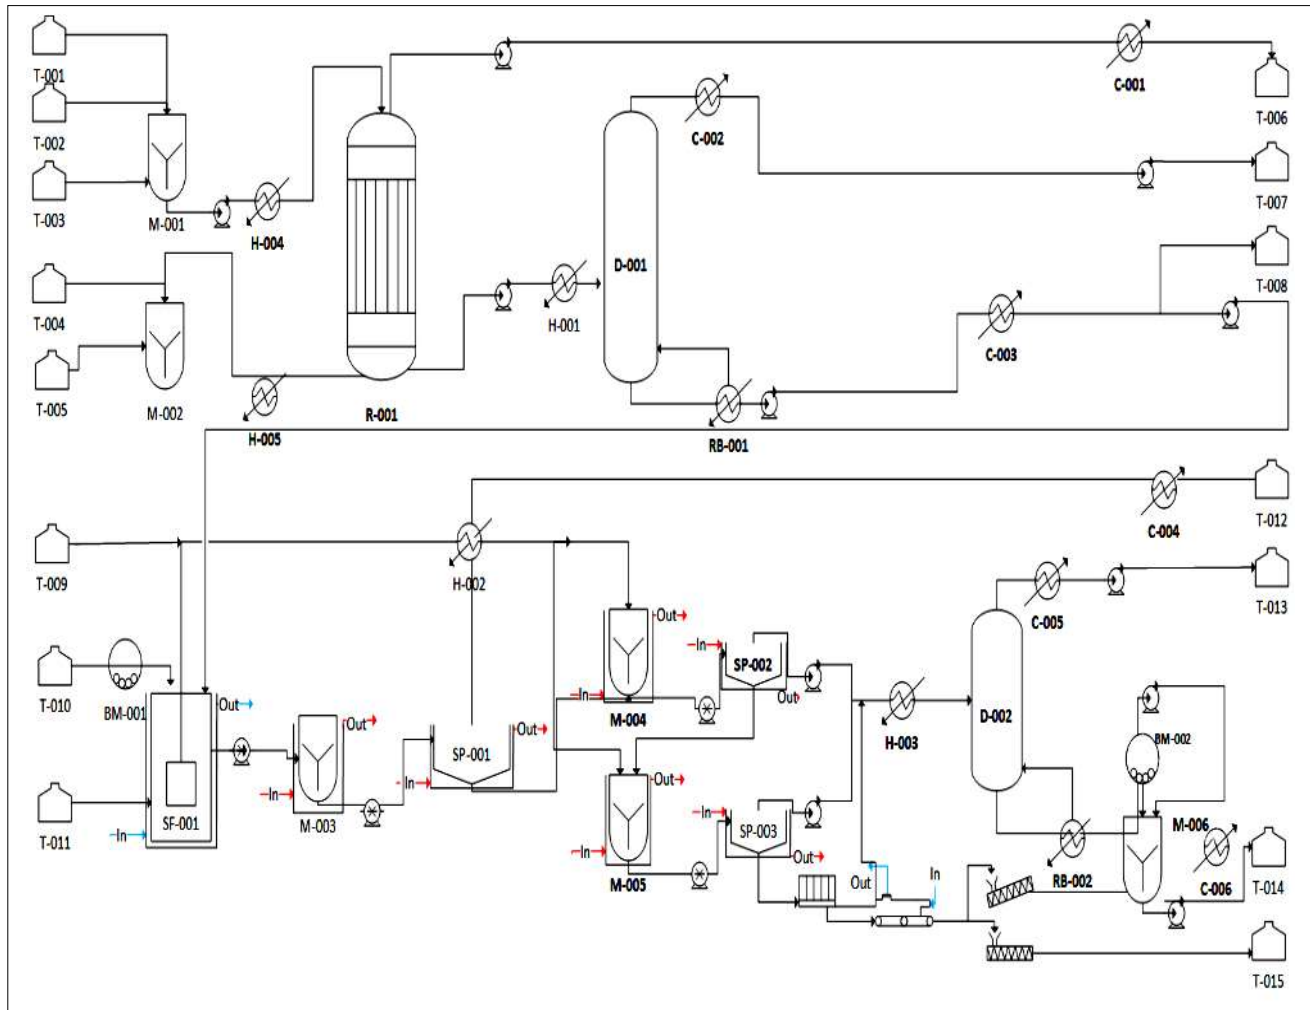 T-001
C-001
T-006
T-002
C-002
T-003
M-001
H-004
T-007
D-001
T-004
H-001
T-008
C-003
T-005
M-002
H-005
R-001
RB-001
C-004
T-012
T-009
H-002
C-005
T-013
Out
In
In
SP-002
T-010
BM-001
Out
In
M-004
Out
H-003
D-002
BM-002
Out
SP-001
Out
In
In
M-003
Out
In
SP-003
M-006
T-011
SF-001
In
In
M-005
Out
Out
In
RB-002
C-006
T-014
T-015